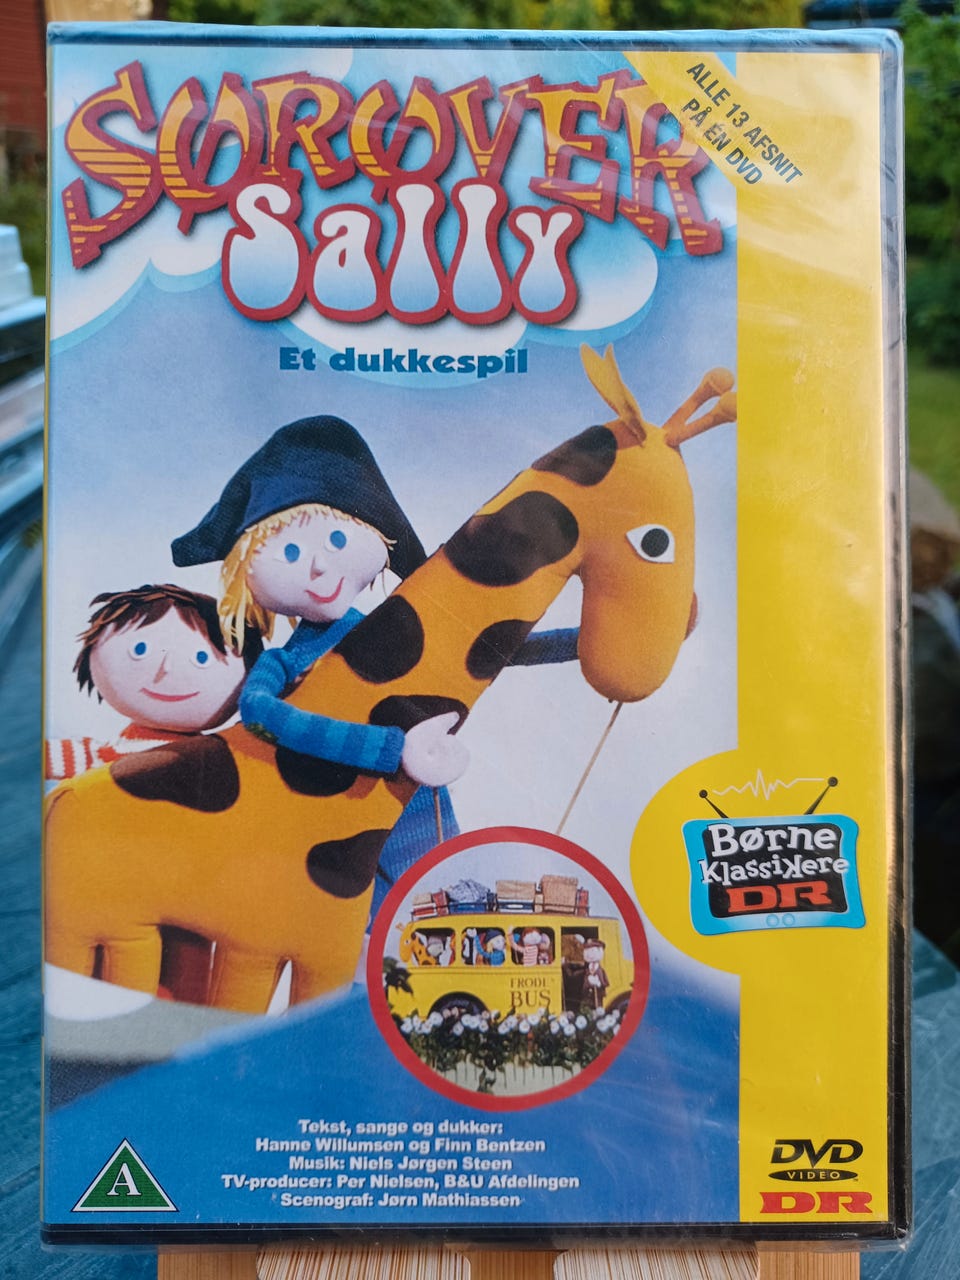 SØRØVER
Sally
Et dukkespil
ALLE 13 AFSNIT
PÅ ÉN DVD
Børne
Klassikere
DR
FRODE'
BUS
Tekst, sange og dukker:
Hanne Willumsen og Finn Bentzen
Musik: Niels Jørgen Steen
TV-producer: Per Nielsen, B&U Afdelingen
Scenograf: Jørn Mathiassen
A
DVD
VIDEO
DR